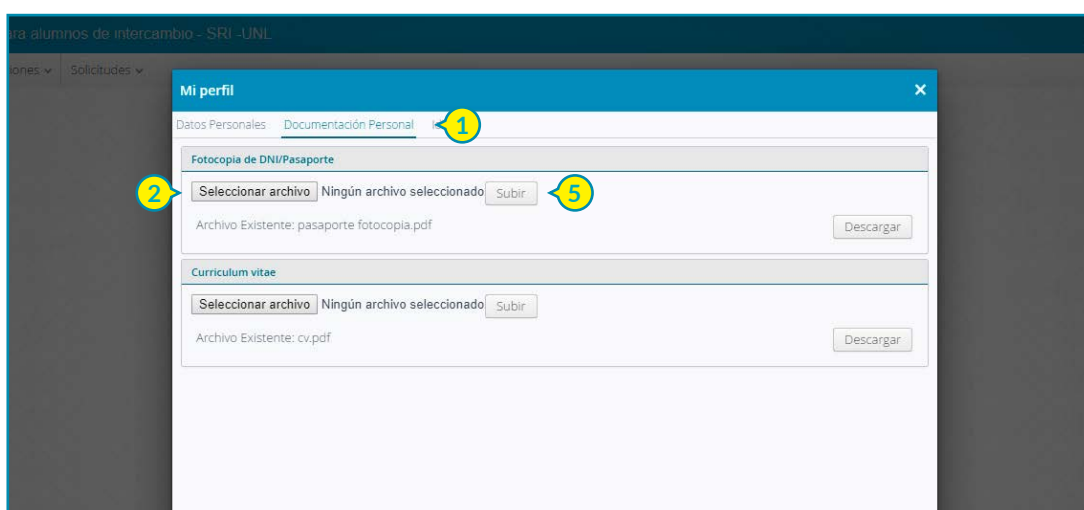 ra alumnos de intercambio - SRI -UNL
iones Solicitudes
Mi perfil ×
Datos Personales Documentación Personal 1
Fotocopia de DNI/Pasaporte
2 Seleccionar archivo Ningún archivo seleccionado Subir 5
Archivo Existente: pasaporte fotocopia.pdf Descargar
Curriculum vitae
Seleccionar archivo Ningún archivo seleccionado Subir
Archivo Existente: cv.pdf Descargar